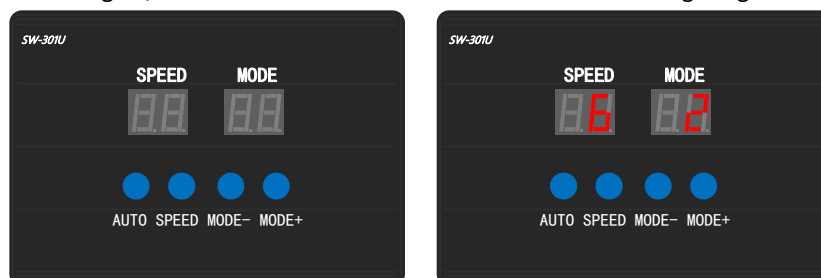 SW-301U
SPEED MODE
AUTO SPEED MODE- MODE+
SW-301U
SPEED MODE
6 2
AUTO SPEED MODE- MODE+